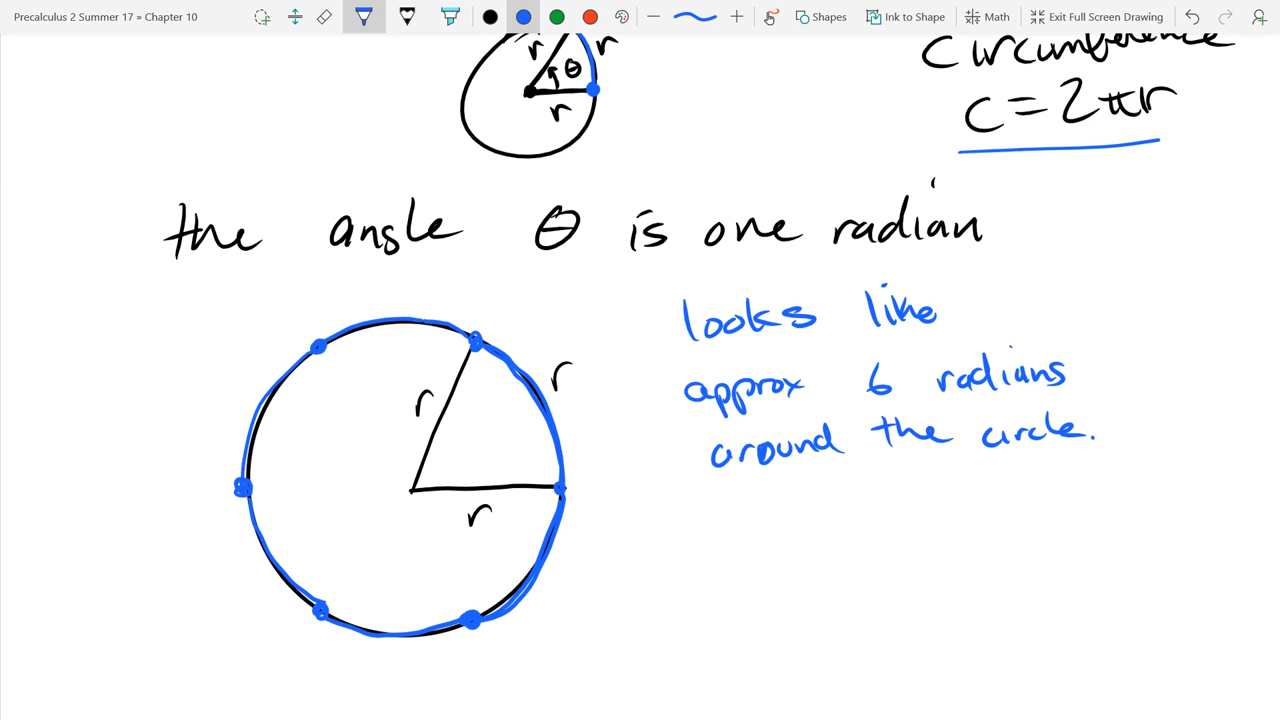 Precalculus 2 Summer 17 » Chapter 10
Shapes
Ink to Shape
Math
Exit Full Screen Drawing
r
r
θ
r
circumference
C = 2πr
the angle θ is one radian
looks like
approx 6 radians
around the circle.
r
r
r